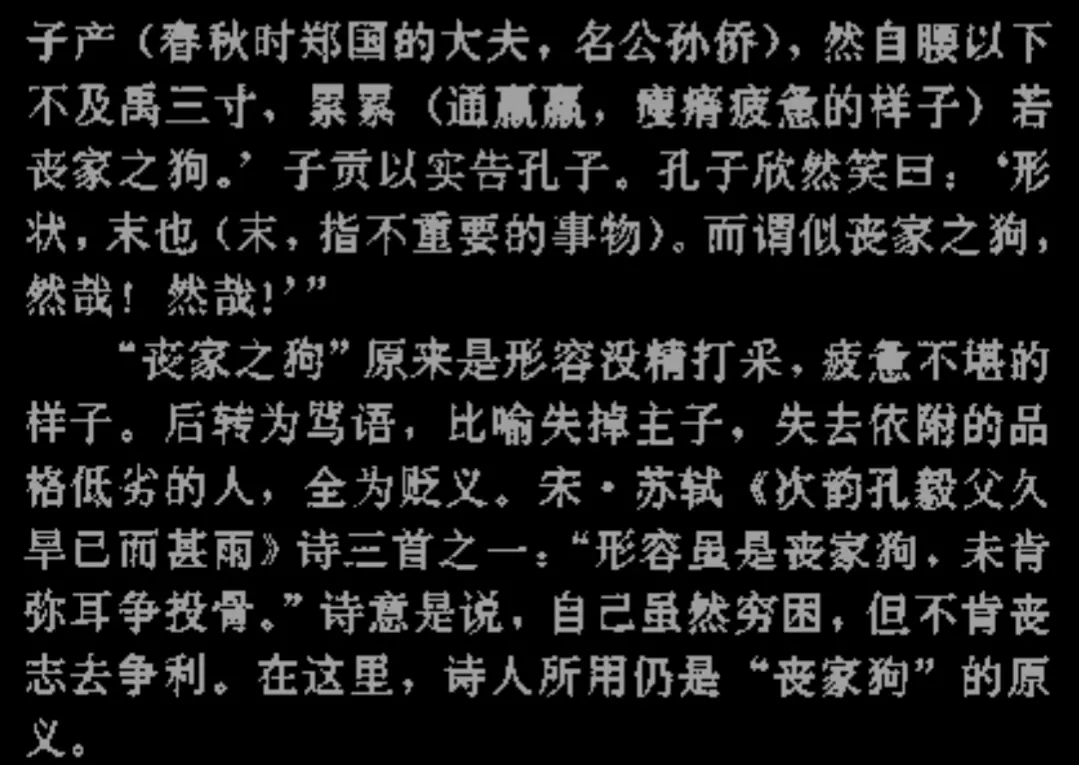 子产（春秋时郑国的大夫，名公孙侨），然自腰以下
不及禹三寸，累累（通羸羸，瘦瘠疲惫的样子）若
丧家之狗。’子贡以实告孔子。孔于欣然笑曰：‘形
状，末也（末，指不重要的事物）。而谓似丧家之狗，
然哉！然哉！’”
“丧家之狗”原来是形容没精打采，疲惫不堪的
样子。后转为骂语，比喻失掉主子，失去依附的品
格低劣的人，全为贬义。宋·苏轼《次韵孔毅父久
旱已而甚雨》诗三首之一：“形容虽是丧家狗，未肯
弭耳争投骨。”诗意是说，自己虽然穷困，但不肯丧
志去争利。在这里，诗人所用仍是“丧家狗”的原
义。